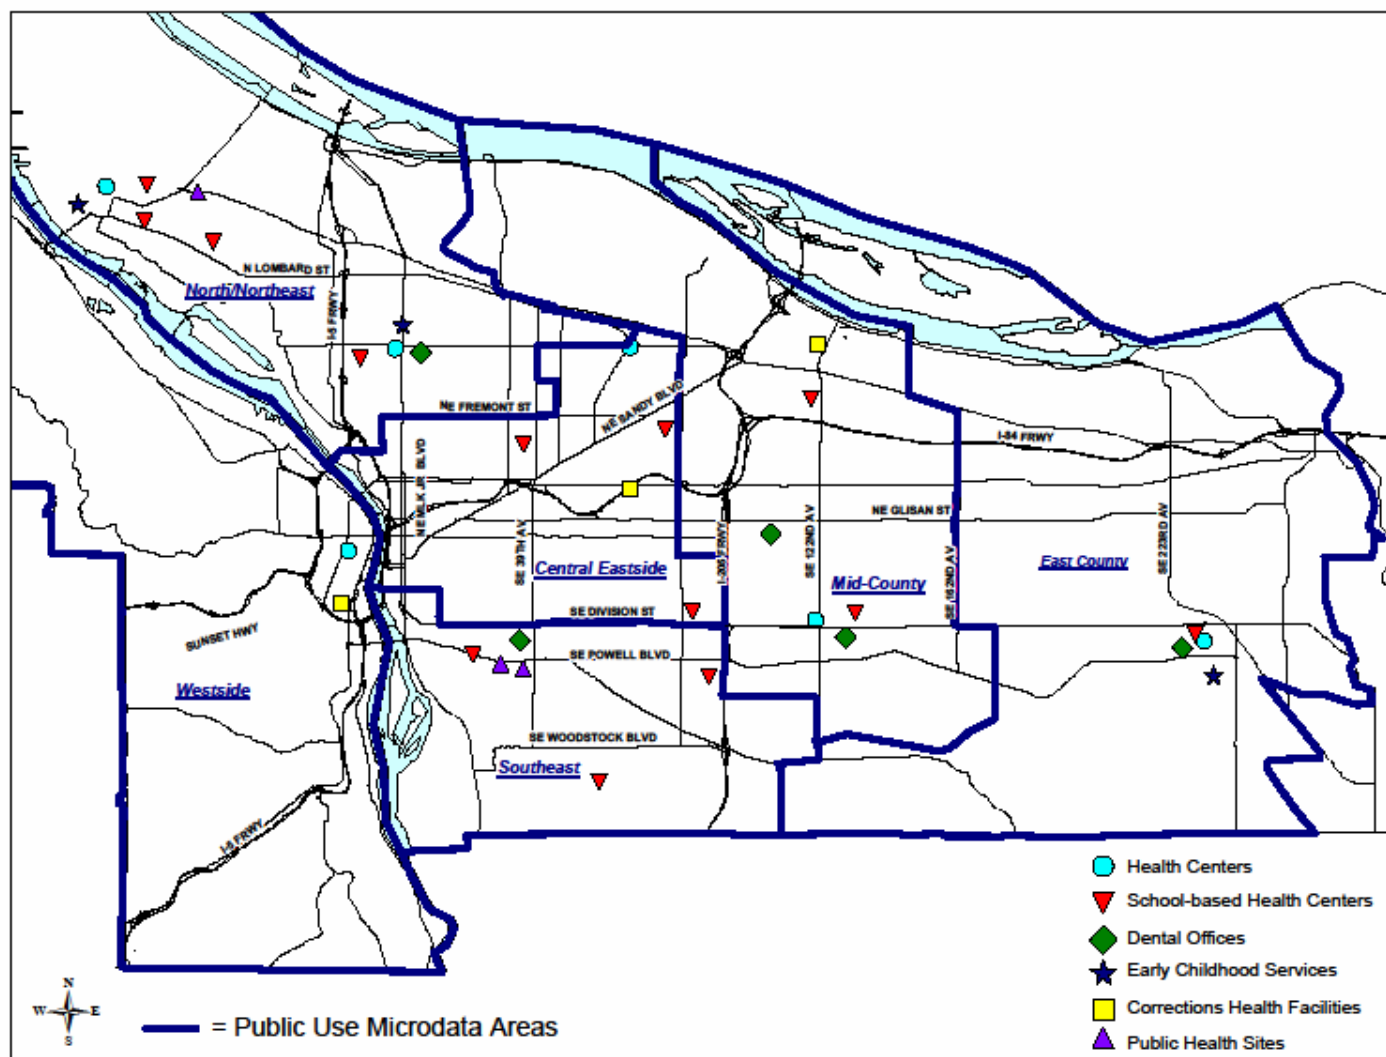 N LOMBARD ST
North/Northeast
I-5 FRWY
NE FREMONT ST
NE SANDY BLVD
NE MLK JR BLVD
I-84 FRWY
NE GLISAN ST
SE 39TH AV
I-205 FRWY
SE 122ND AV
SE 162ND AV
SE 223RD AV
Central Eastside
Mid-County
East County
SE DIVISION ST
SUNSET HWY
SE POWELL BLVD
Westside
SE WOODSTOCK BLVD
Southeast
I-5 FRWY
Health Centers
School-based Health Centers
Dental Offices
Early Childhood Services
Corrections Health Facilities
Public Health Sites
N
W E
S
= Public Use Microdata Areas